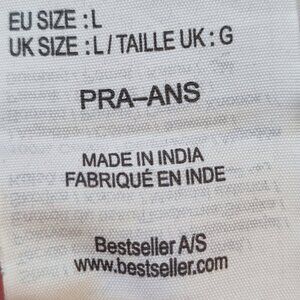 EU SIZE :L
UK SIZE :L / TAILLE UK : G
PRA–ANS
MADE IN INDIA
FABRIQUÉ EN INDE
Bestseller A/S
www.bestseller.com